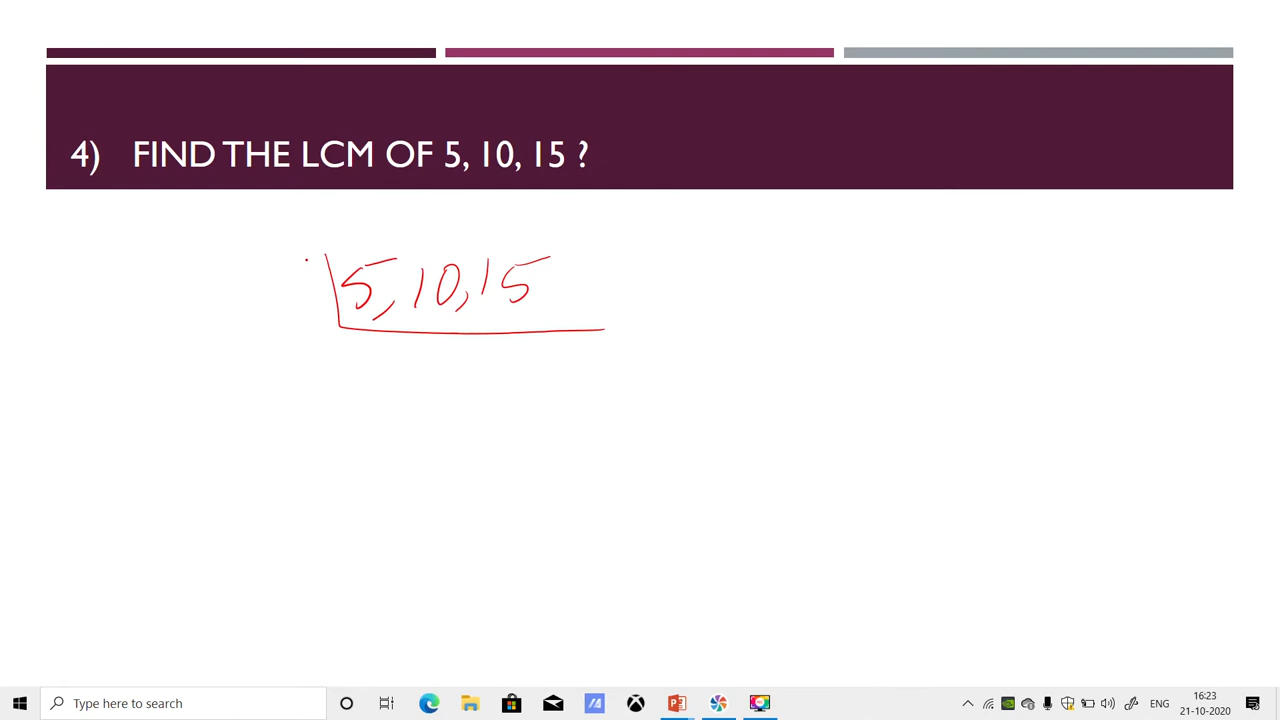 4) FIND THE LCM OF 5, 10, 15 ?
5, 10, 15
Type here to search
ENG
16:23
21-10-2020